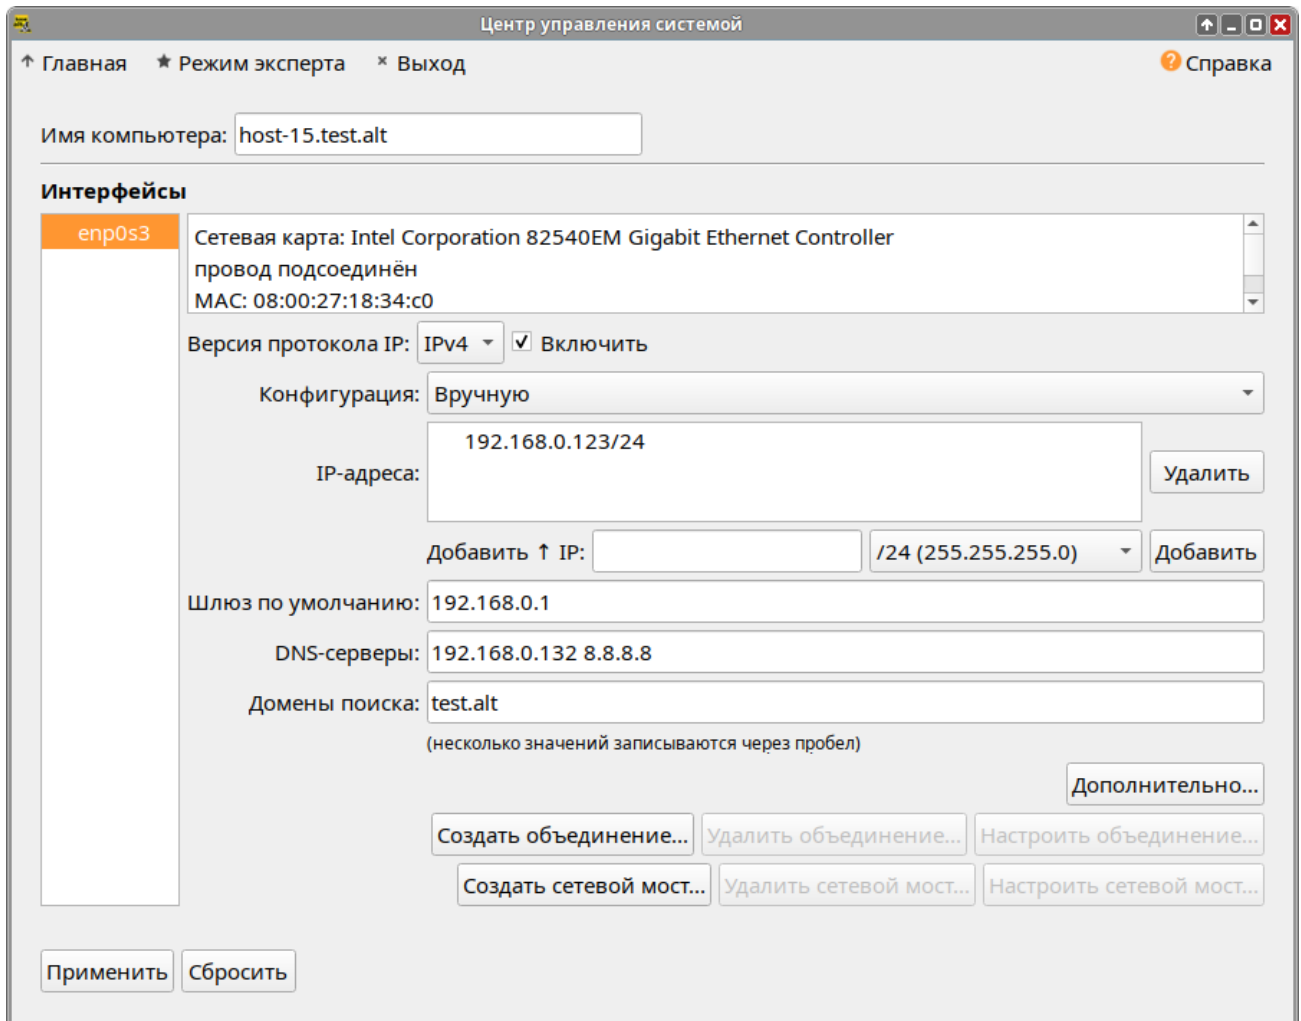 Центр управления системой
Главная Режим эксперта Выход Справка
Имя компьютера: host-15.test.alt
Интерфейсы
enp0s3
Сетевая карта: Intel Corporation 82540EM Gigabit Ethernet Controller
провод подсоединён
MAC: 08:00:27:18:34:c0
Версия протокола IP: IPv4 Включить
Конфигурация: Вручную
192.168.0.123/24
IP-адреса: Удалить
Добавить ↑ IP: /24 (255.255.255.0) Добавить
Шлюз по умолчанию: 192.168.0.1
DNS-серверы: 192.168.0.132 8.8.8.8
Домены поиска: test.alt
(несколько значений записываются через пробел)
Дополнительно...
Создать объединение... Удалить объединение... Настроить объединение...
Создать сетевой мост... Удалить сетевой мост... Настроить сетевой мост...
Применить Сбросить